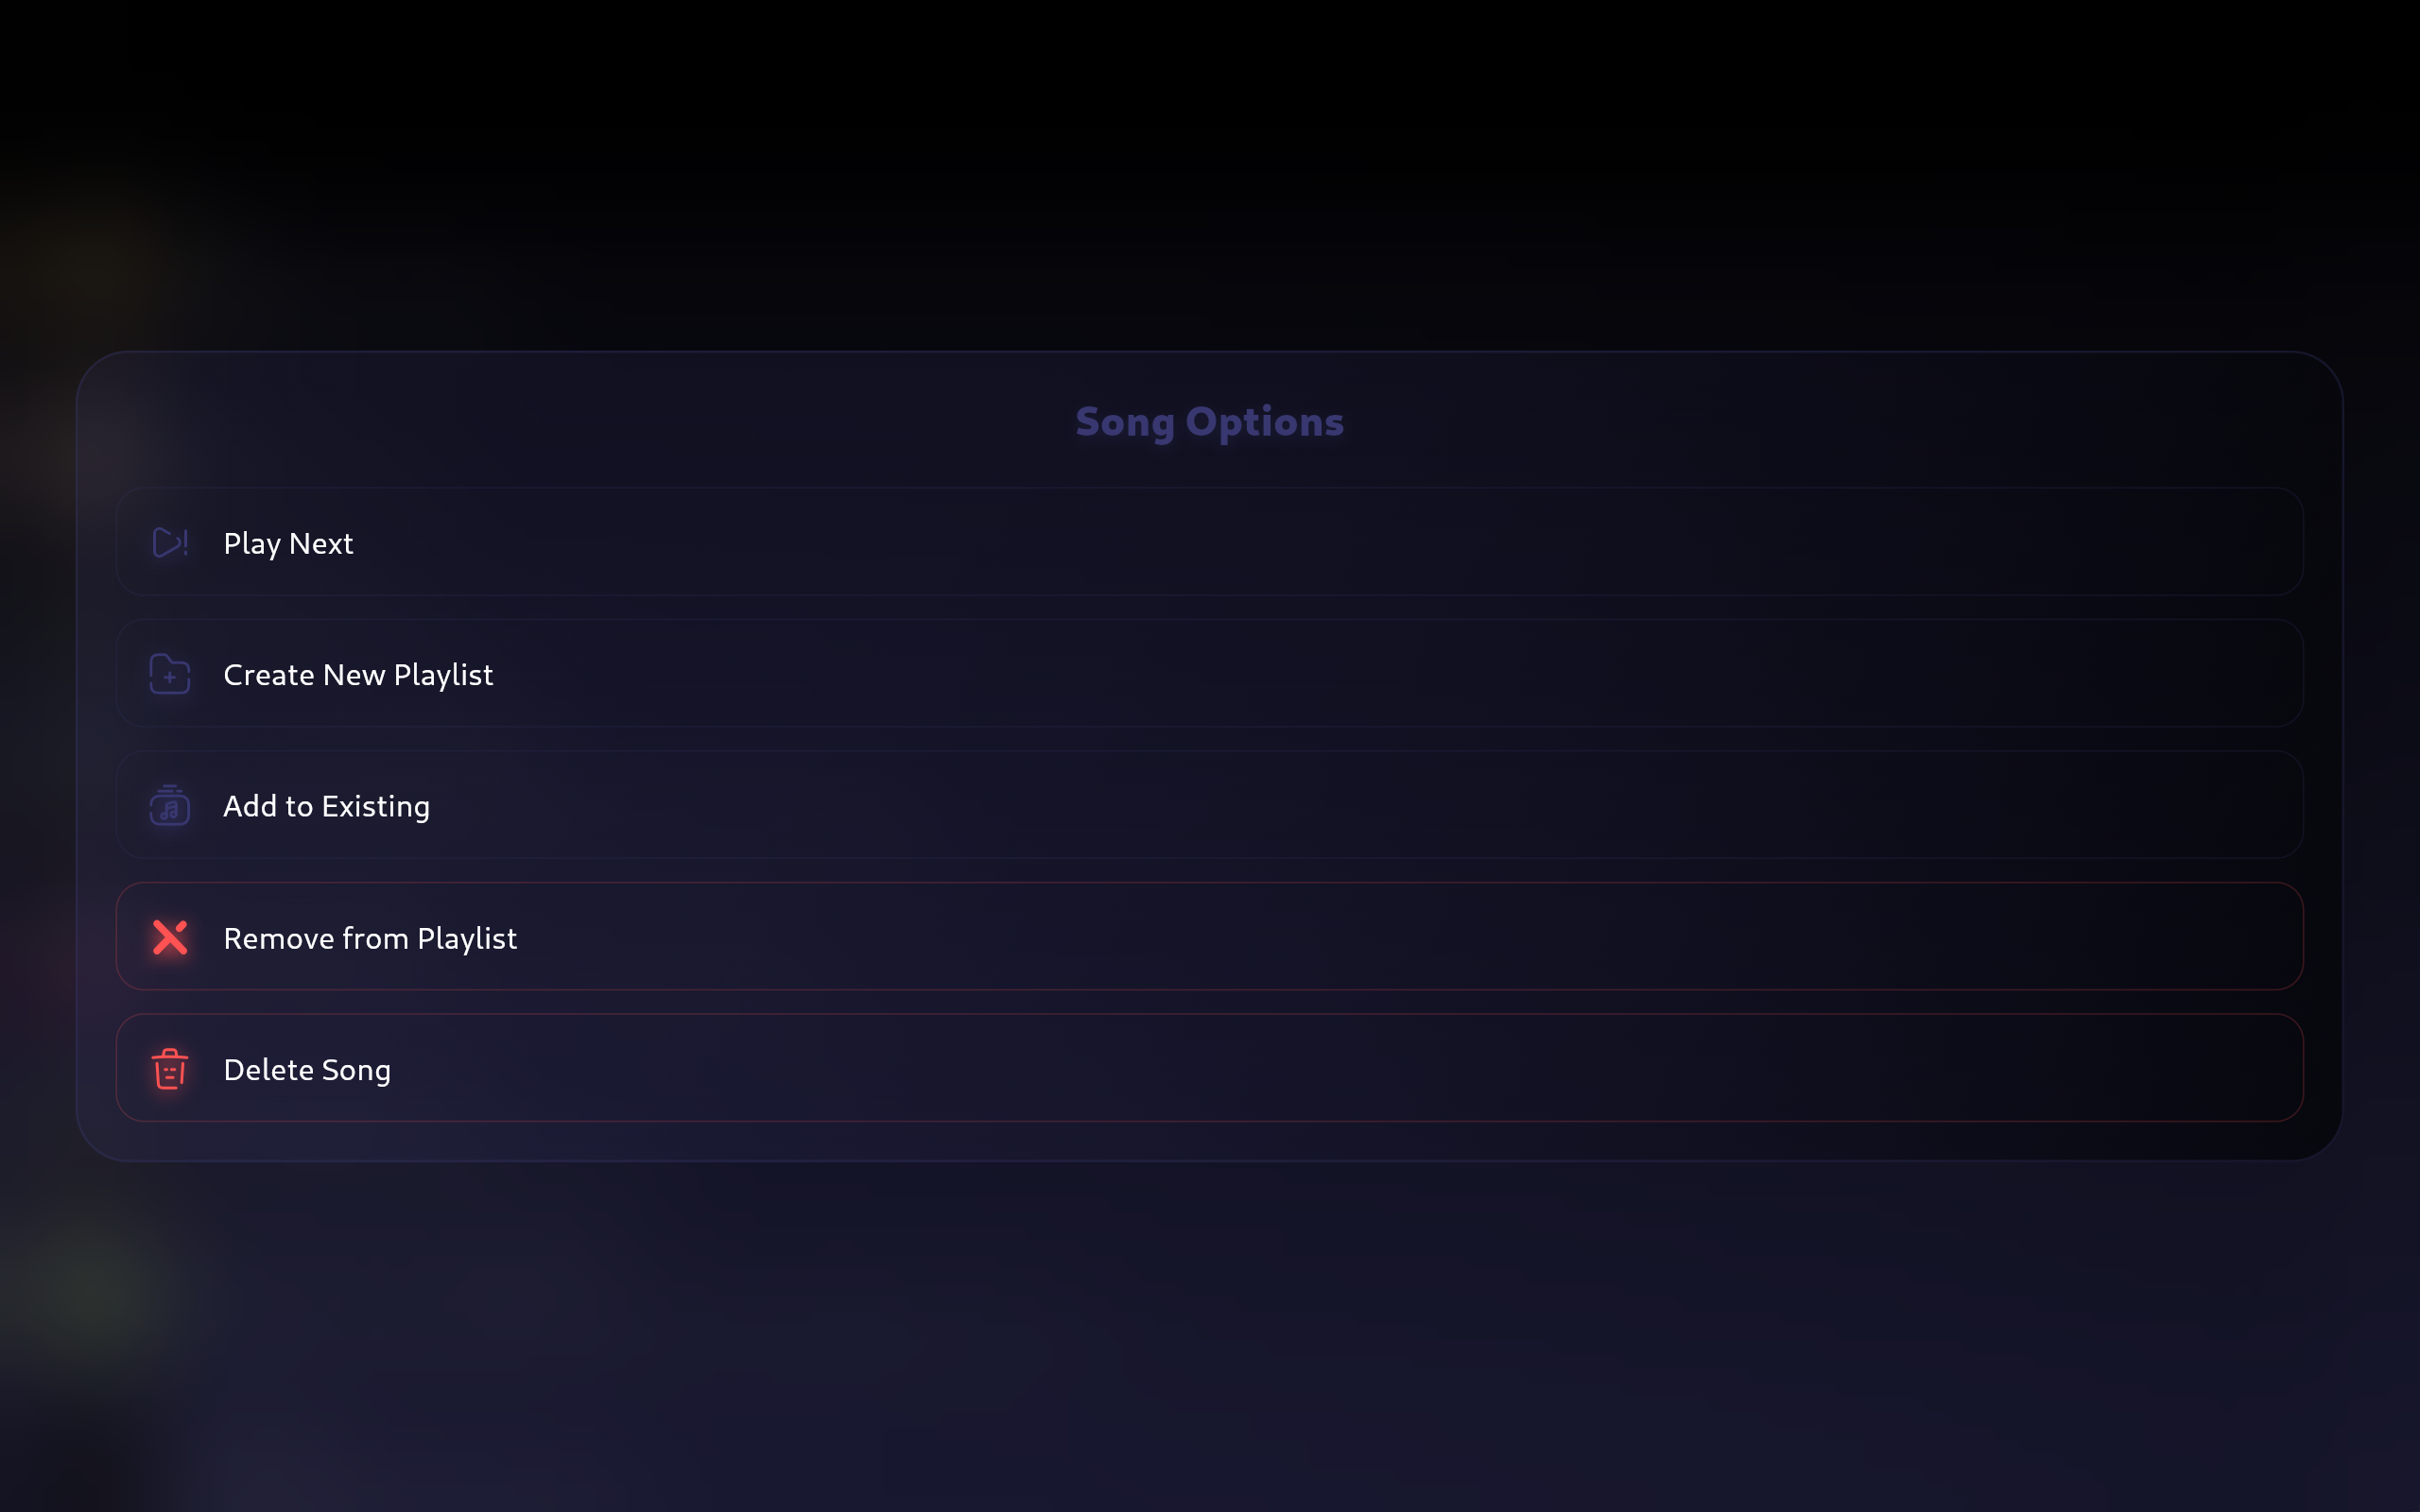 Song Options
Play Next
Create New Playlist
Add to Existing
Remove from Playlist
Delete Song